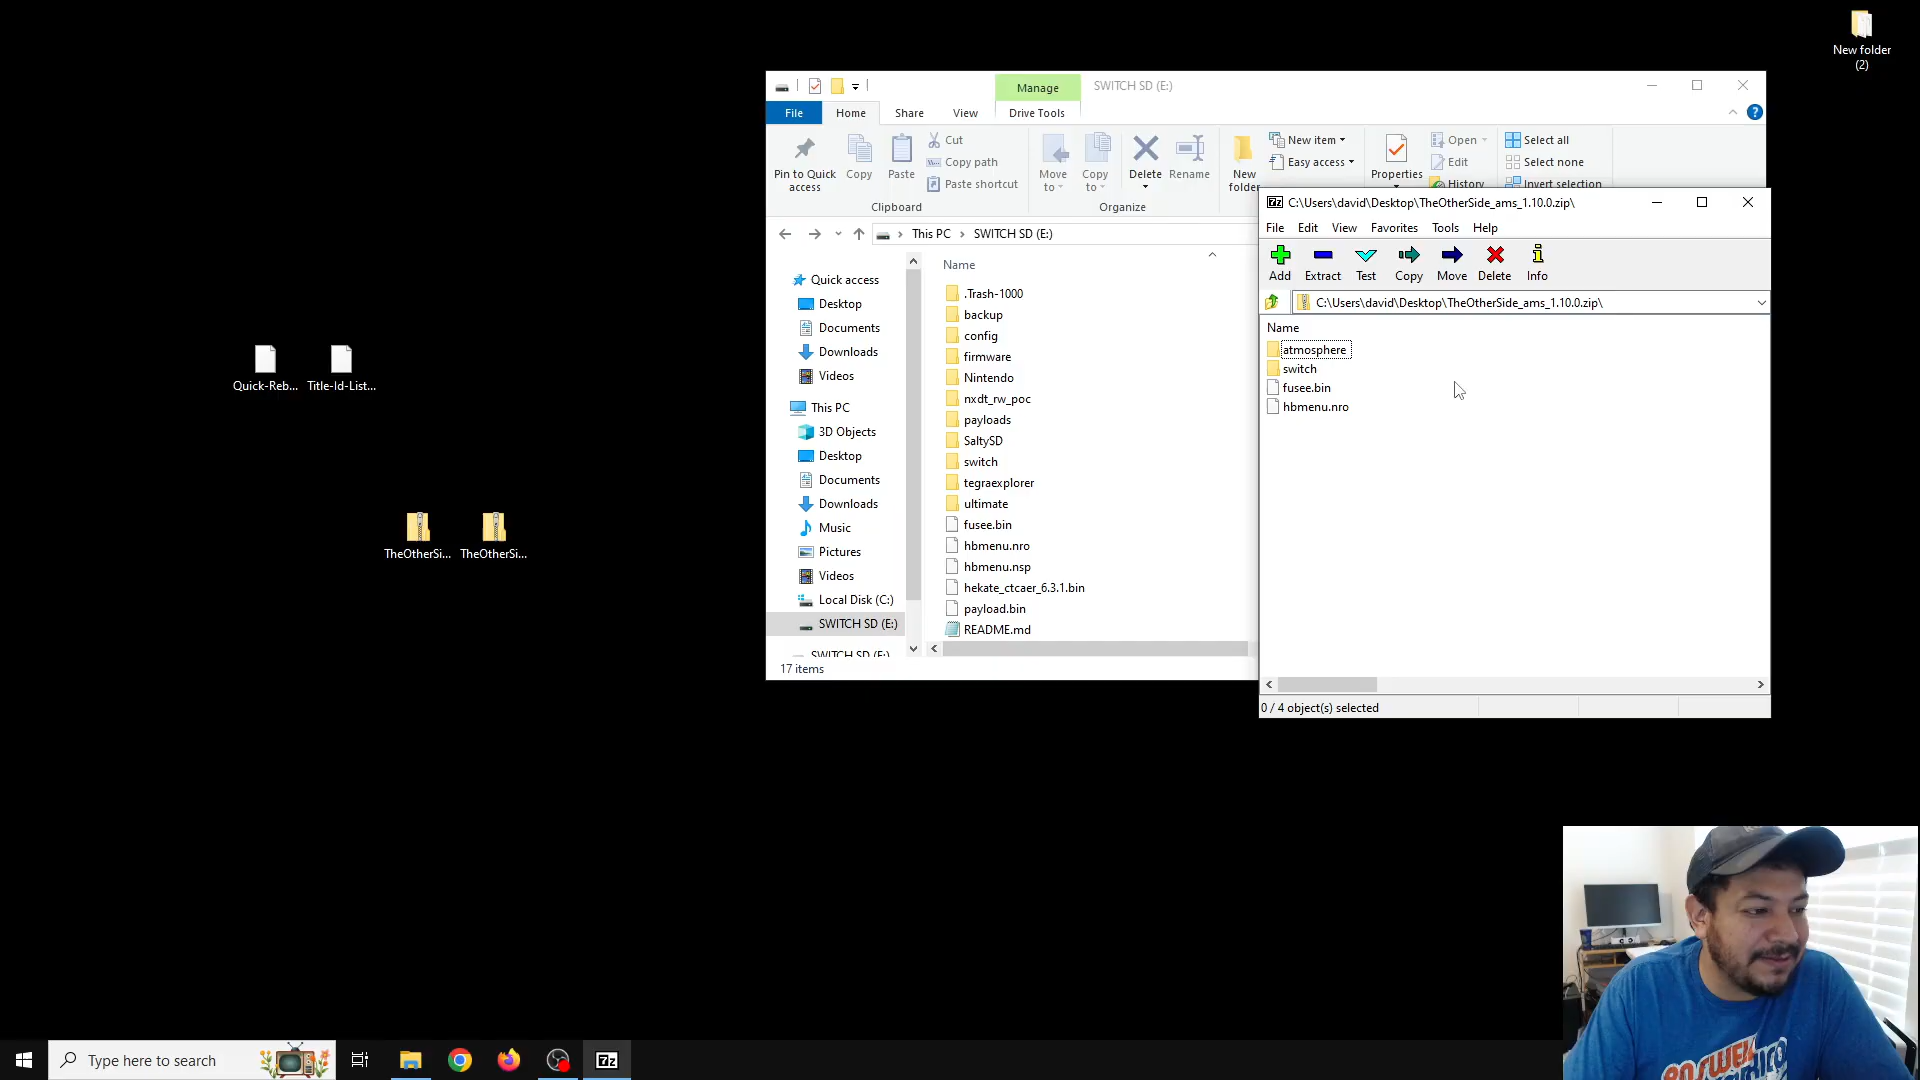 New folder
(2)
Quick-Reb...
Title-Id-List...
TheOtherSi...
TheOtherSi...
Manage
SWITCH SD (E:)
File
Home
Share
View
Drive Tools
Pin to Quick
access
Copy
Paste
Cut
Copy path
Paste shortcut
Move
to
Copy
to
Delete
Rename
New
folder
New item
Easy access
Properties
Open
Edit
History
Select all
Select none
Invert selection
Clipboard
Organize
This PC
SWITCH SD (E:)
Quick access
Desktop
Documents
Downloads
Videos
This PC
3D Objects
Desktop
Documents
Downloads
Music
Pictures
Videos
Local Disk (C:)
SWITCH SD (E:)
SWITCH SD (E:)
Name
.Trash-1000
backup
config
firmware
Nintendo
nxdt_rw_poc
payloads
SaltySD
switch
tegraexplorer
ultimate
fusee.bin
hbmenu.nro
hbmenu.nsp
hekate_ctcaer_6.3.1.bin
payload.bin
README.md
17 items
7z
C:\Users\david\Desktop\TheOtherSide_ams_1.10.0.zip\
File
Edit
View
Favorites
Tools
Help
Add
Extract
Test
Copy
Move
Delete
Info
C:\Users\david\Desktop\TheOtherSide_ams_1.10.0.zip\
Name
atmosphere
switch
fusee.bin
hbmenu.nro
0 / 4 object(s) selected
Type here to search
7z